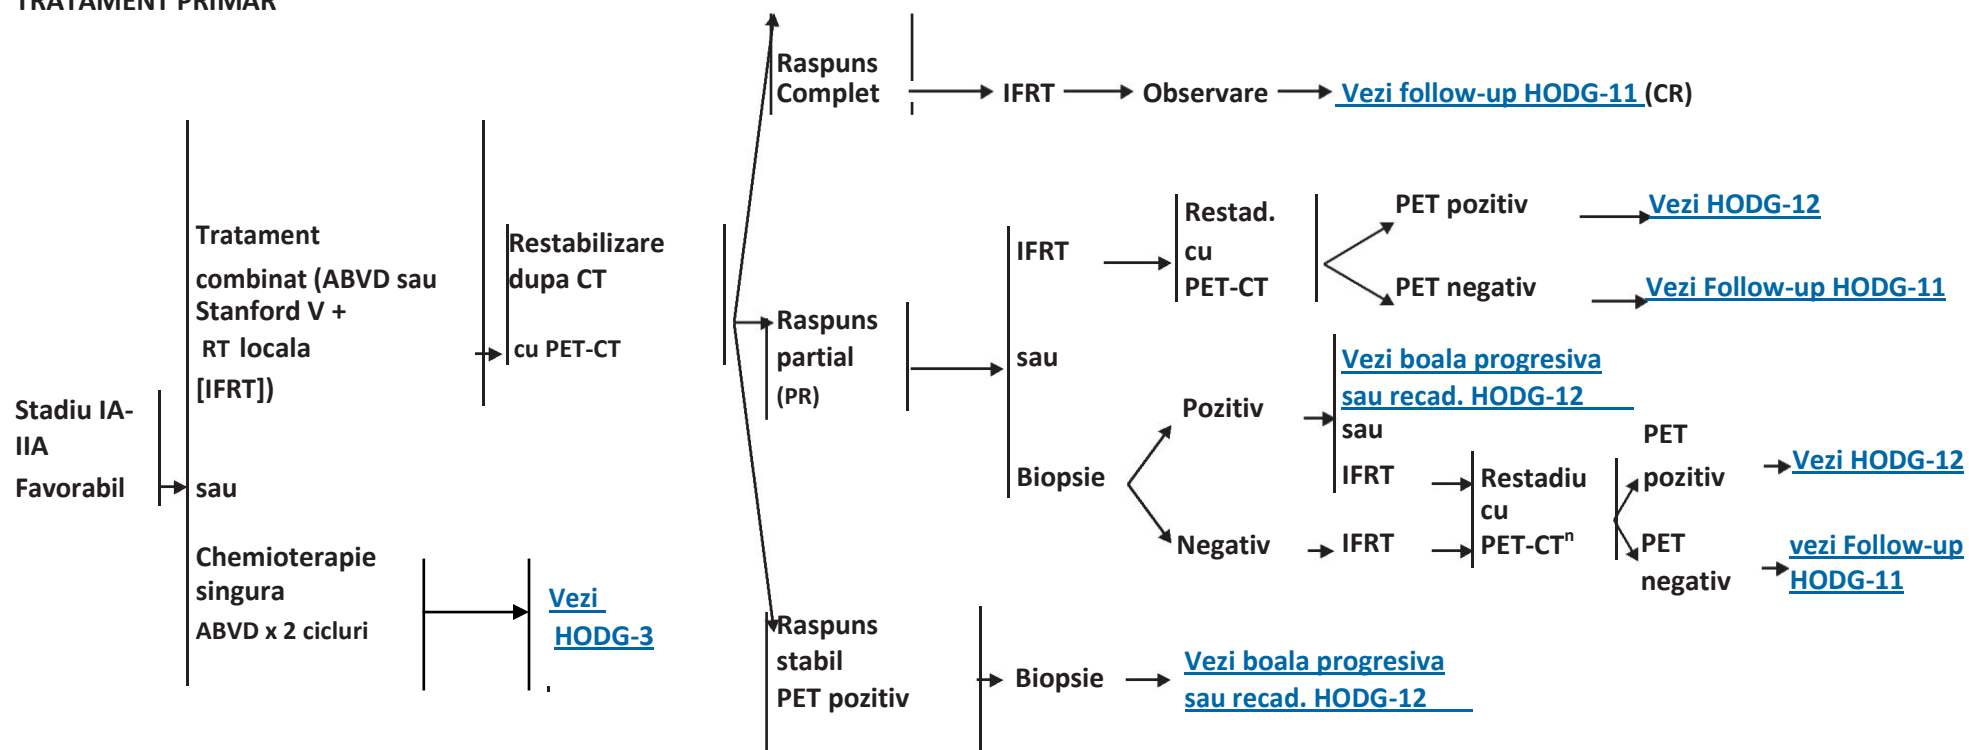 TRATAMENT PRIMAR
Raspuns
Complet
IFRT
Observare
Vezi follow-up HODG-11 (CR)
Stadiu IA-
IIA
Favorabil
Tratament
combinat (ABVD sau
Stanford V +
RT locala
[IFRT])
sau
Chemioterapie
singura
ABVD x 2 cicluri
Vezi
HODG-3
Restabilizare
dupa CT
cu PET-CT
Raspuns
partial
(PR)
IFRT
sau
Biopsie
Restad.
cu
PET-CT
PET pozitiv
Vezi HODG-12
PET negativ
Vezi Follow-up HODG-11
Pozitiv
Vezi boala progresiva
sau recad. HODG-12
sau
IFRT
Negativ
IFRT
Restadiu
cu
PET-CTⁿ
PET
pozitiv
Vezi HODG-12
PET
negativ
vezi Follow-up
HODG-11
Raspuns
stabil
PET pozitiv
Biopsie
Vezi boala progresiva
sau recad. HODG-12